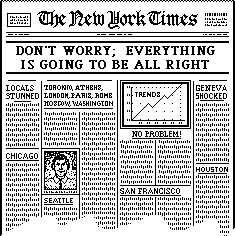 The New York Times
DON'T WORRY; EVERYTHING
IS GOING TO BE ALL RIGHT
LOCALS
STUNNED
TORONTO, ATHENS,
LONDON, PARIS, ROME
MOSCOW, WASHINGTON
TRENDS
GENEVA
SHOCKED
NO PROBLEM!
CHICAGO
HOUSTON
SAN FRANCISCO
SEATTLE